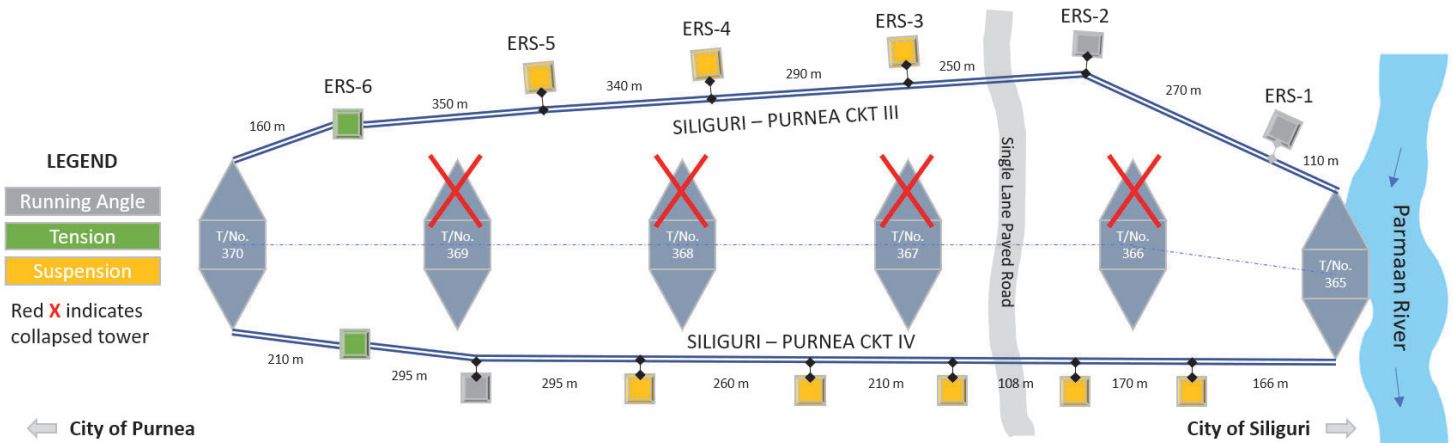 ERS-6
ERS-5
ERS-4
ERS-3
ERS-2
ERS-1
160 m
350 m
340 m
290 m
250 m
270 m
110 m
SILIGURI – PURNEA CKT III
LEGEND
Running Angle
Tension
Suspension
Red X indicates
collapsed tower
T/No.
370
T/No.
369
T/No.
368
T/No.
367
T/No.
366
T/No.
365
Single Lane Paved Road
Parmaan River
SILIGURI – PURNEA CKT IV
210 m
295 m
295 m
260 m
210 m
108 m
170 m
166 m
City of Purnea
City of Siliguri